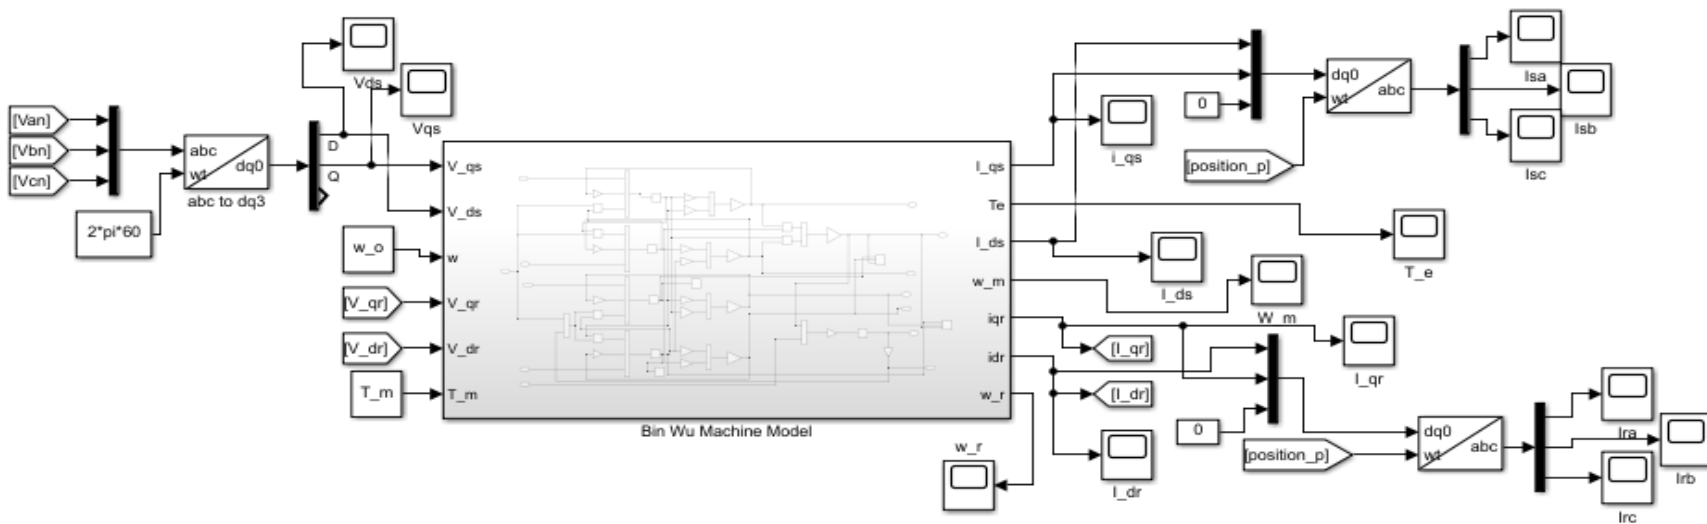 [Van]
[Vbn]
[Vcn]
2*pi*60
abc
wt
dq0
abc to dq3
D
Q
Vds
Vqs
w_o
[V_qr]
[V_dr]
T_m
V_qs
V_ds
w
V_qr
V_dr
T_m
I_qs
Te
I_ds
w_m
iqr
idr
w_r
Bin Wu Machine Model
w_r
i_qs
I_ds
W_m
T_e
0
[position_p]
dq0
wt
abc
Isa
Isb
Isc
[I_qr]
[I_dr]
I_qr
I_dr
0
[position_p]
dq0
wt
abc
Ira
Irb
Irc